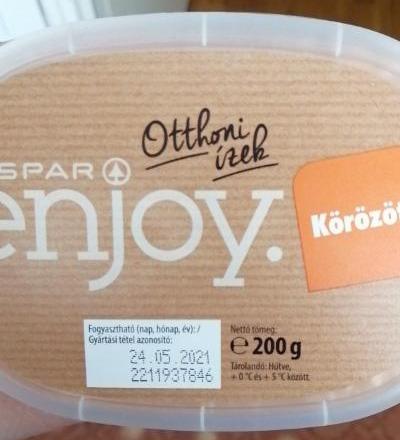 Otthoni
ízek
SPAR
enjoy.
Körözöt
Fogyasztható (nap, hónap, év): /
Gyártási tétel azonosító:
24.05.2021
2211937846
Nettó tömeg:
℮ 200 g
Tárolandó: Hűtve,
+ 0 °C és + 5 °C között.